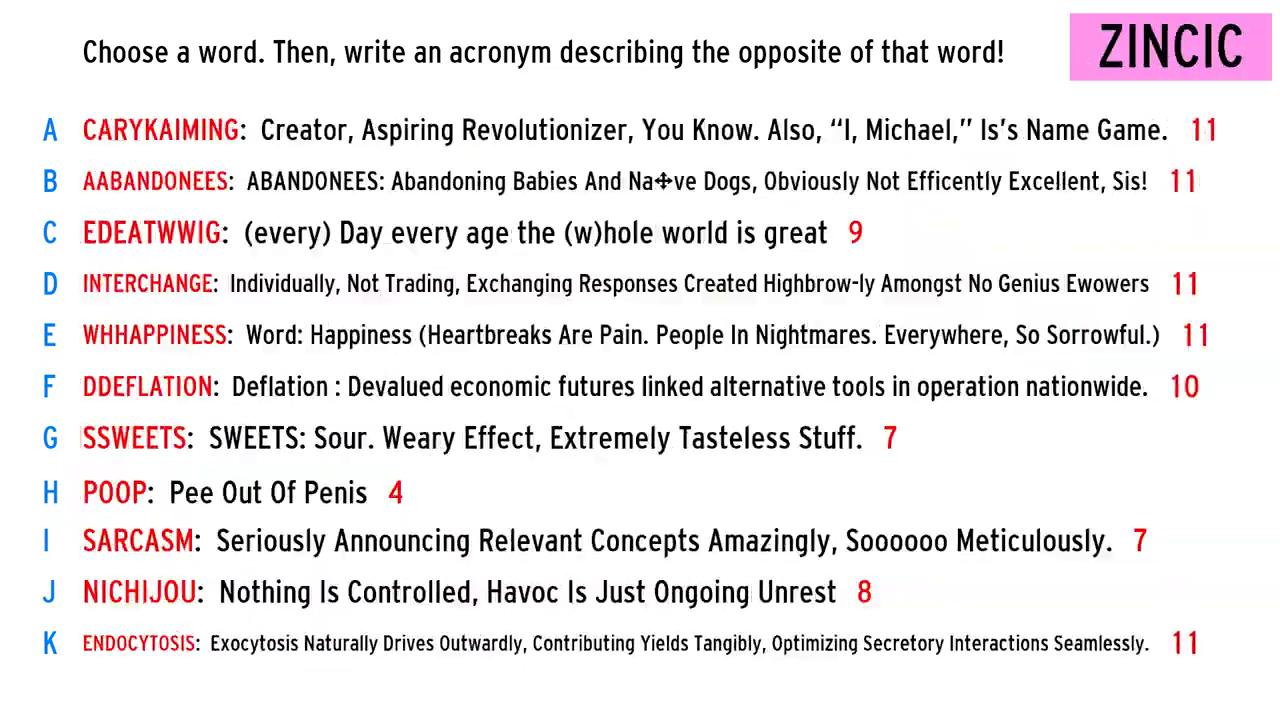 Choose a word. Then, write an acronym describing the opposite of that word!
ZINCIC
A CARYKAIMING: Creator, Aspiring Revolutionizer, You Know. Also, “I, Michael,” Is’s Name Game. 11
B AABANDONEES: ABANDONEES: Abandoning Babies And Na✣ve Dogs, Obviously Not Efficently Excellent, Sis! 11
C EDEATWWIG: (every) Day every age the (w)hole world is great 9
D INTERCHANGE: Individually, Not Trading, Exchanging Responses Created Highbrow-ly Amongst No Genius Ewowers 11
E WHHAPPINESS: Word: Happiness (Heartbreaks Are Pain. People In Nightmares. Everywhere, So Sorrowful.) 11
F DDEFLATION: Deflation : Devalued economic futures linked alternative tools in operation nationwide. 10
G SSWEETS: SWEETS: Sour. Weary Effect, Extremely Tasteless Stuff. 7
H POOP: Pee Out Of Penis 4
I SARCASM: Seriously Announcing Relevant Concepts Amazingly, Soooooo Meticulously. 7
J NICHIJOU: Nothing Is Controlled, Havoc Is Just Ongoing Unrest 8
K ENDOCYTOSIS: Exocytosis Naturally Drives Outwardly, Contributing Yields Tangibly, Optimizing Secretory Interactions Seamlessly. 11